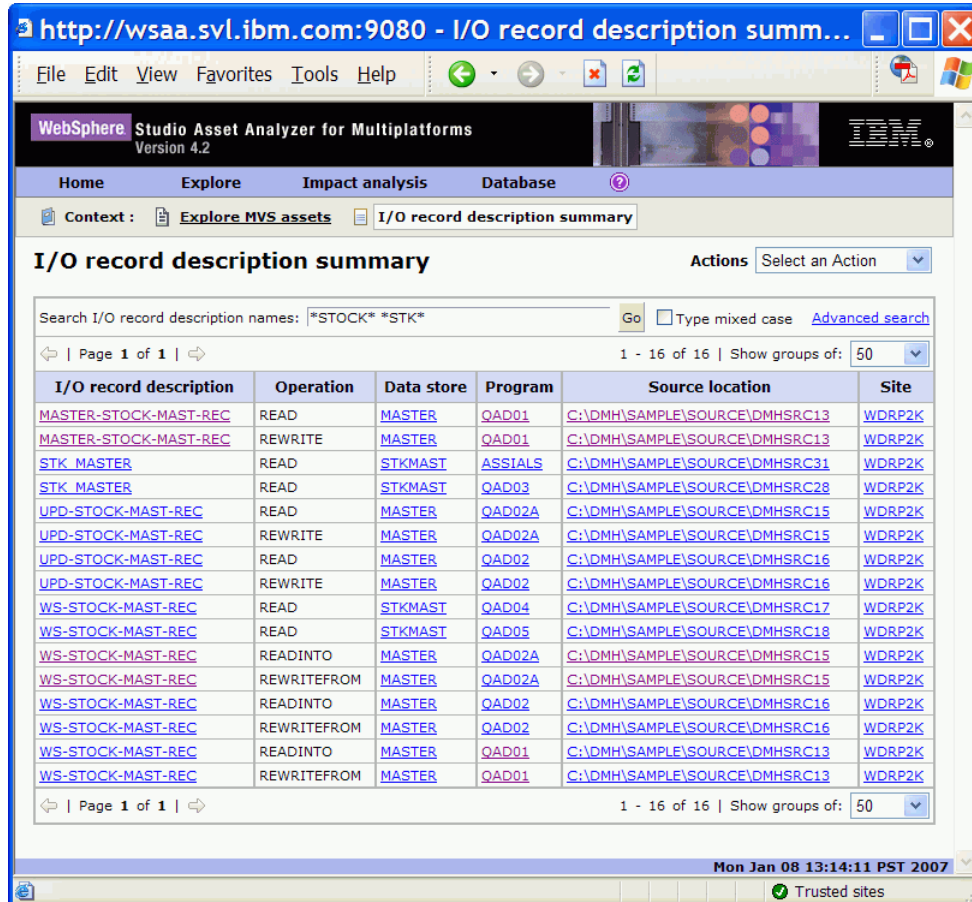 http://wsaa.svl.ibm.com:9080 - I/O record description summ...
File Edit View Favorites Tools Help
WebSphere Studio Asset Analyzer for Multiplatforms
Version 4.2
IBM®
Home Explore Impact analysis Database ?
Context : Explore MVS assets I/O record description summary
I/O record description summary Actions Select an Action
Search I/O record description names: *STOCK* *STK* Go Type mixed case Advanced search
| Page 1 of 1 | 1 - 16 of 16 | Show groups of: 50
I/O record description Operation Data store Program Source location Site
MASTER-STOCK-MAST-REC READ MASTER QAD01 C:\DMH\SAMPLE\SOURCE\DMHSRC13 WDRP2K
MASTER-STOCK-MAST-REC REWRITE MASTER QAD01 C:\DMH\SAMPLE\SOURCE\DMHSRC13 WDRP2K
STK_MASTER READ STKMAST ASSIALS C:\DMH\SAMPLE\SOURCE\DMHSRC31 WDRP2K
STK_MASTER READ STKMAST QAD03 C:\DMH\SAMPLE\SOURCE\DMHSRC28 WDRP2K
UPD-STOCK-MAST-REC READ MASTER QAD02A C:\DMH\SAMPLE\SOURCE\DMHSRC15 WDRP2K
UPD-STOCK-MAST-REC REWRITE MASTER QAD02A C:\DMH\SAMPLE\SOURCE\DMHSRC15 WDRP2K
UPD-STOCK-MAST-REC READ MASTER QAD02 C:\DMH\SAMPLE\SOURCE\DMHSRC16 WDRP2K
UPD-STOCK-MAST-REC REWRITE MASTER QAD02 C:\DMH\SAMPLE\SOURCE\DMHSRC16 WDRP2K
WS-STOCK-MAST-REC READ STKMAST QAD04 C:\DMH\SAMPLE\SOURCE\DMHSRC17 WDRP2K
WS-STOCK-MAST-REC READ STKMAST QAD05 C:\DMH\SAMPLE\SOURCE\DMHSRC18 WDRP2K
WS-STOCK-MAST-REC READINTO MASTER QAD02A C:\DMH\SAMPLE\SOURCE\DMHSRC15 WDRP2K
WS-STOCK-MAST-REC REWRITEFROM MASTER QAD02A C:\DMH\SAMPLE\SOURCE\DMHSRC15 WDRP2K
WS-STOCK-MAST-REC READINTO MASTER QAD02 C:\DMH\SAMPLE\SOURCE\DMHSRC16 WDRP2K
WS-STOCK-MAST-REC REWRITEFROM MASTER QAD02 C:\DMH\SAMPLE\SOURCE\DMHSRC16 WDRP2K
WS-STOCK-MAST-REC READINTO MASTER QAD01 C:\DMH\SAMPLE\SOURCE\DMHSRC13 WDRP2K
WS-STOCK-MAST-REC REWRITEFROM MASTER QAD01 C:\DMH\SAMPLE\SOURCE\DMHSRC13 WDRP2K
| Page 1 of 1 | 1 - 16 of 16 | Show groups of: 50
Mon Jan 08 13:14:11 PST 2007
Trusted sites